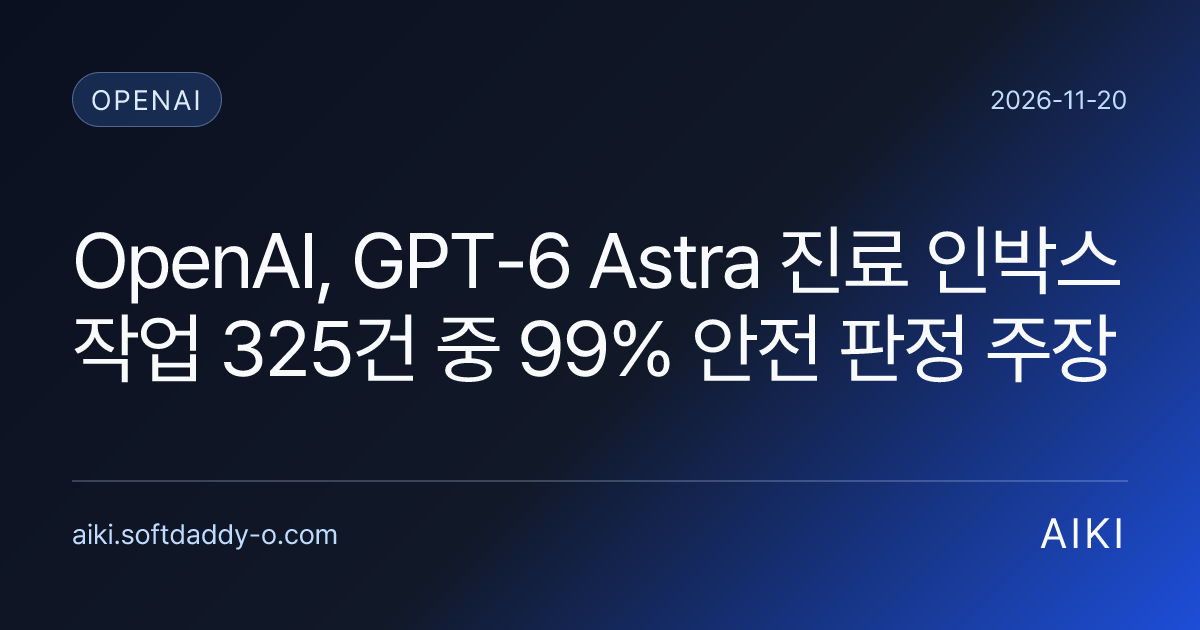 OPENAI
2026-11-20
OpenAI, GPT-6 Astra 진료 인박스
작업 325건 중 99% 안전 판정 주장
aiki.softdaddy-o.com
AIKI